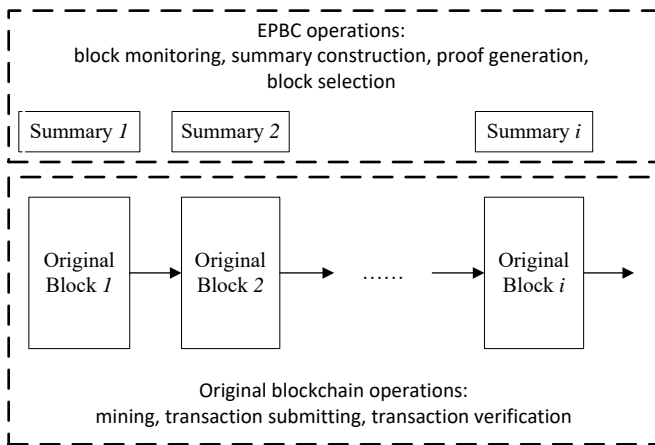 EPBC operations:
block monitoring, summary construction, proof generation,
block selection
Summary 1
Summary 2
Summary i
Original
Block 1
Original
Block 2
……
Original
Block i
Original blockchain operations:
mining, transaction submitting, transaction verification